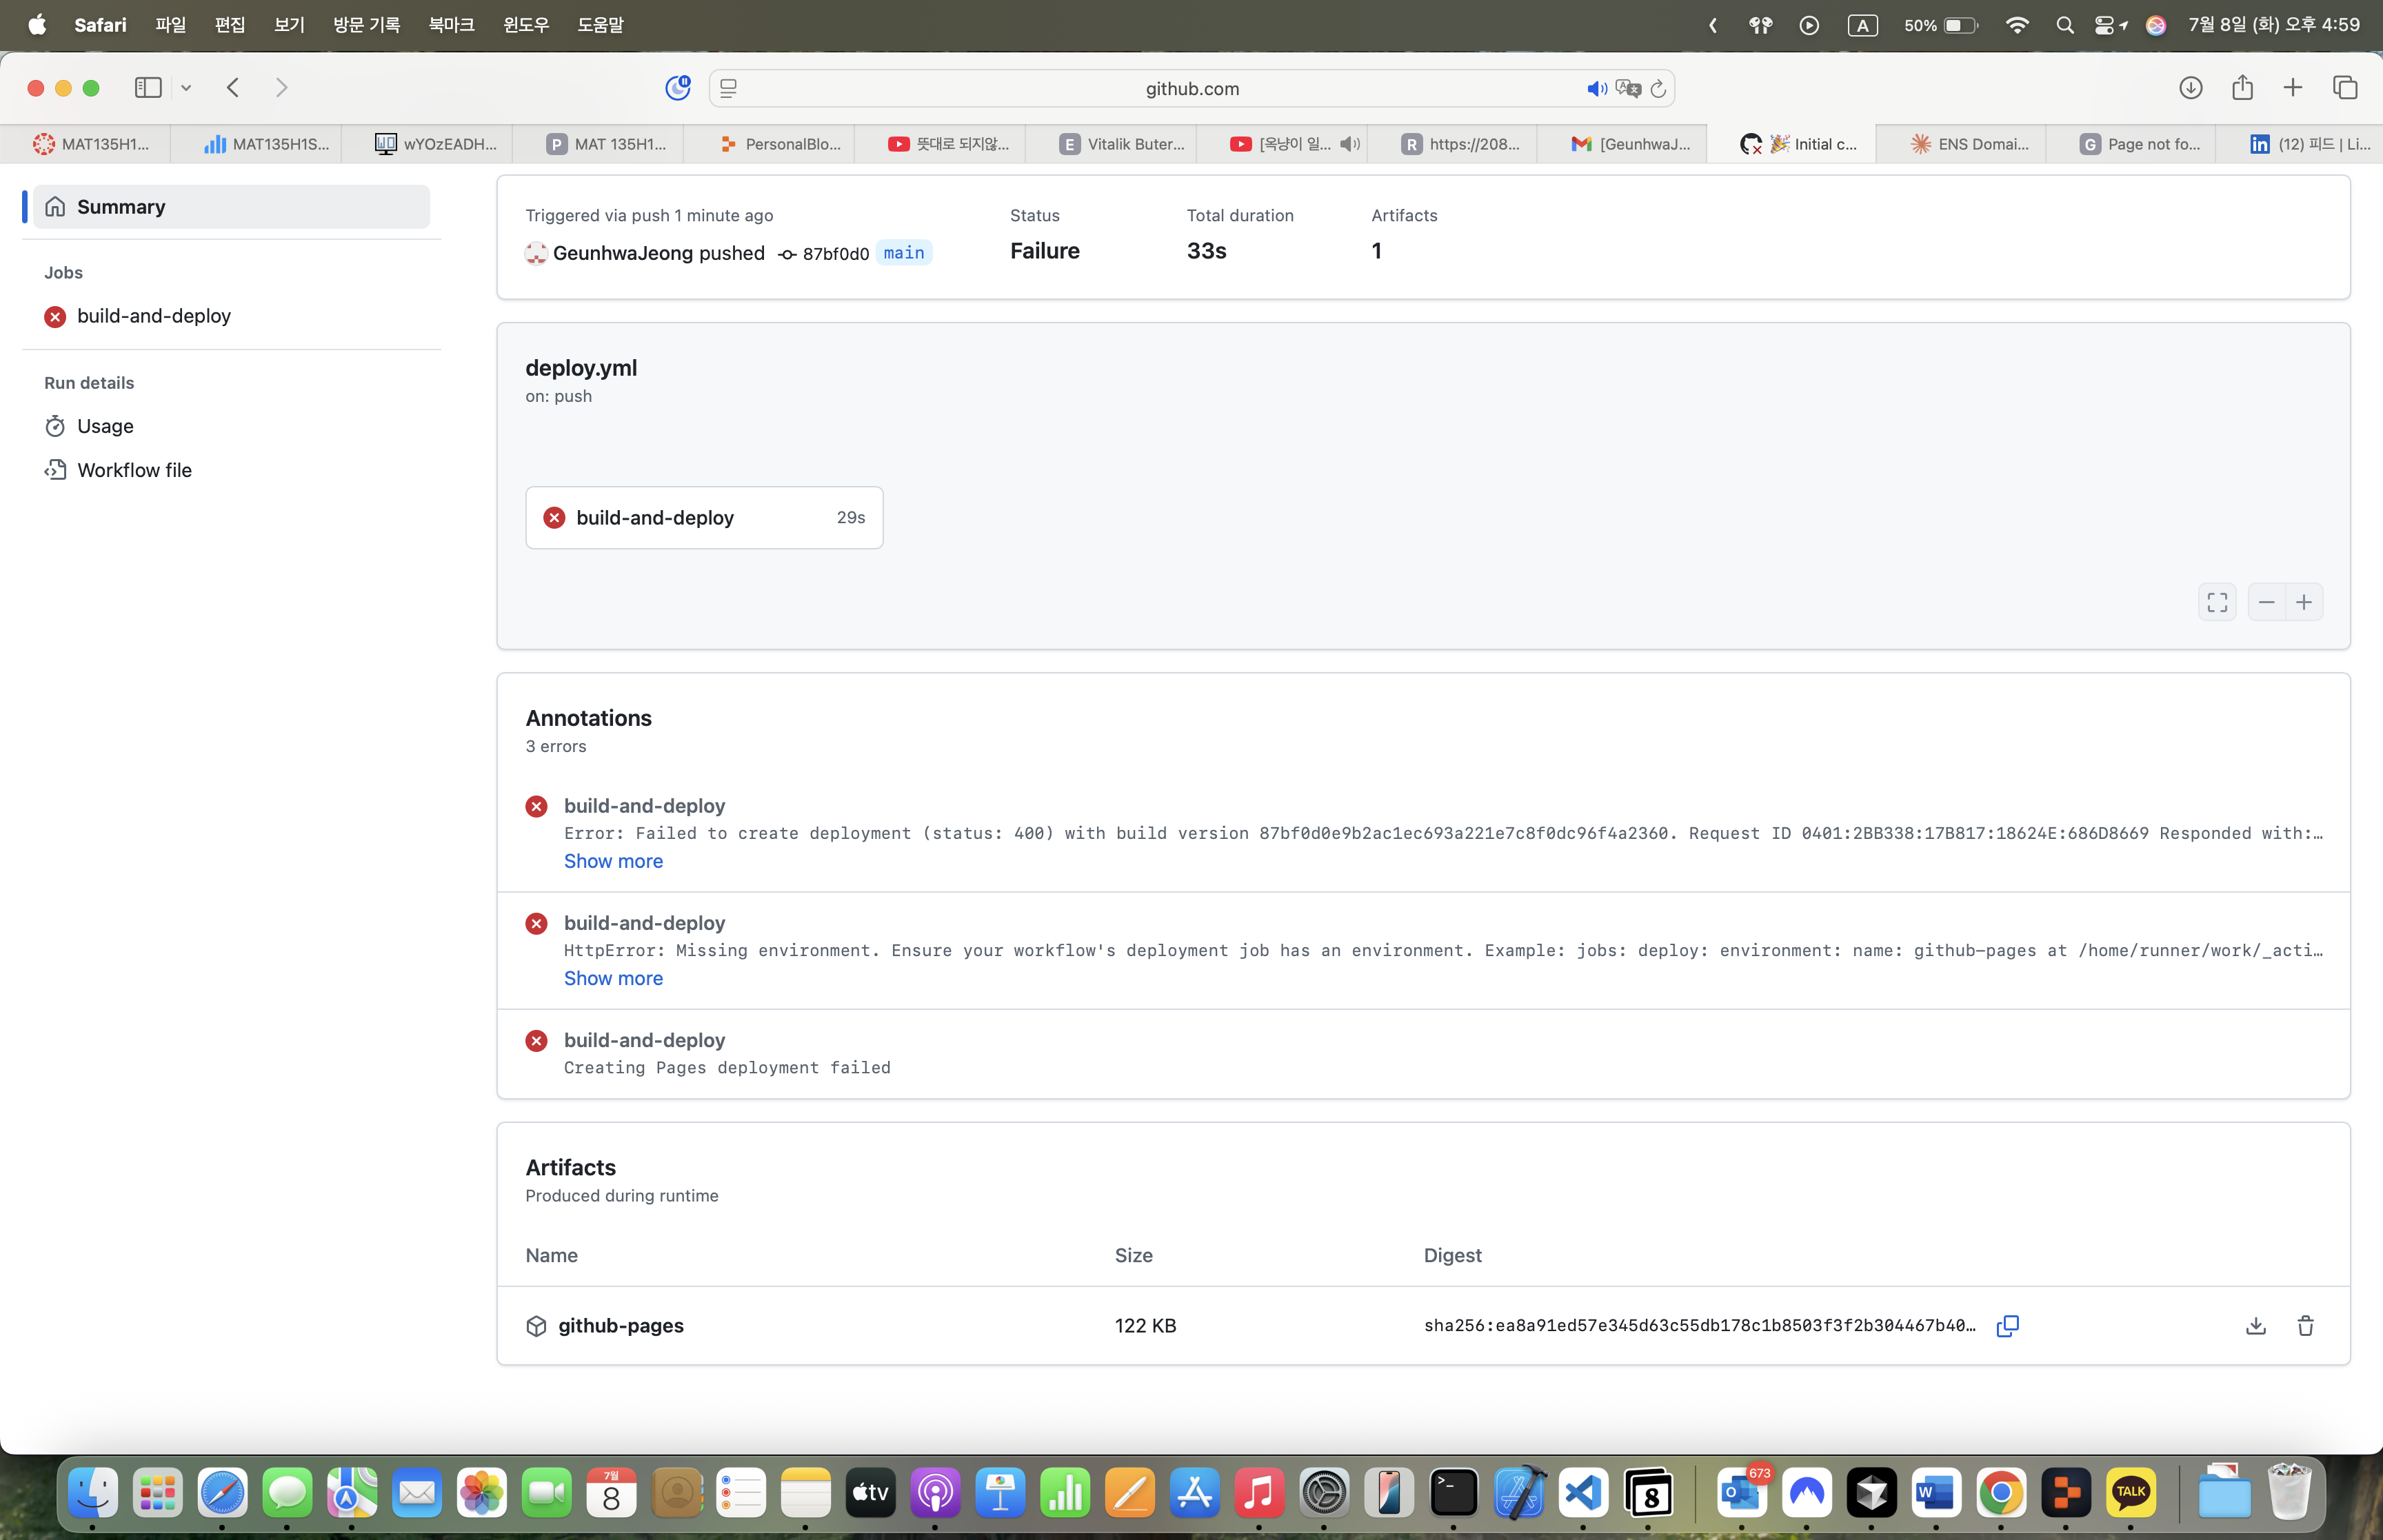 Safari 파일 편집 보기 방문 기록 북마크 윈도우 도움말
A 50% 7월 8일 (화) 오후 4:59
github.com
MAT135H1... MAT135H1S... wYOzEADH... P MAT 135H1... PersonalBlo... 뜻대로 되지않... E Vitalik Buter... [옥냥이 일... R https://208... [GeunhwaJ... 🎉 Initial c... ENS Domai... G Page not fo... in (12) 피드 | Li...
Summary
Jobs
build-and-deploy
Run details
Usage
Workflow file
Triggered via push 1 minute ago
GeunhwaJeong pushed 87bf0d0 main
Status
Failure
Total duration
33s
Artifacts
1
deploy.yml
on: push
build-and-deploy 29s
Annotations
3 errors
build-and-deploy
Error: Failed to create deployment (status: 400) with build version 87bf0d0e9b2ac1ec693a221e7c8f0dc96f4a2360. Request ID 0401:2BB338:17B817:18624E:686D8669 Responded with:…
Show more
build-and-deploy
HttpError: Missing environment. Ensure your workflow's deployment job has an environment. Example: jobs: deploy: environment: name: github-pages at /home/runner/work/_acti…
Show more
build-and-deploy
Creating Pages deployment failed
Artifacts
Produced during runtime
Name Size Digest
github-pages 122 KB sha256:ea8a91ed57e345d63c55db178c1b8503f3f2b304467b40…
7월
8
tv
8
673
O
W
TALK